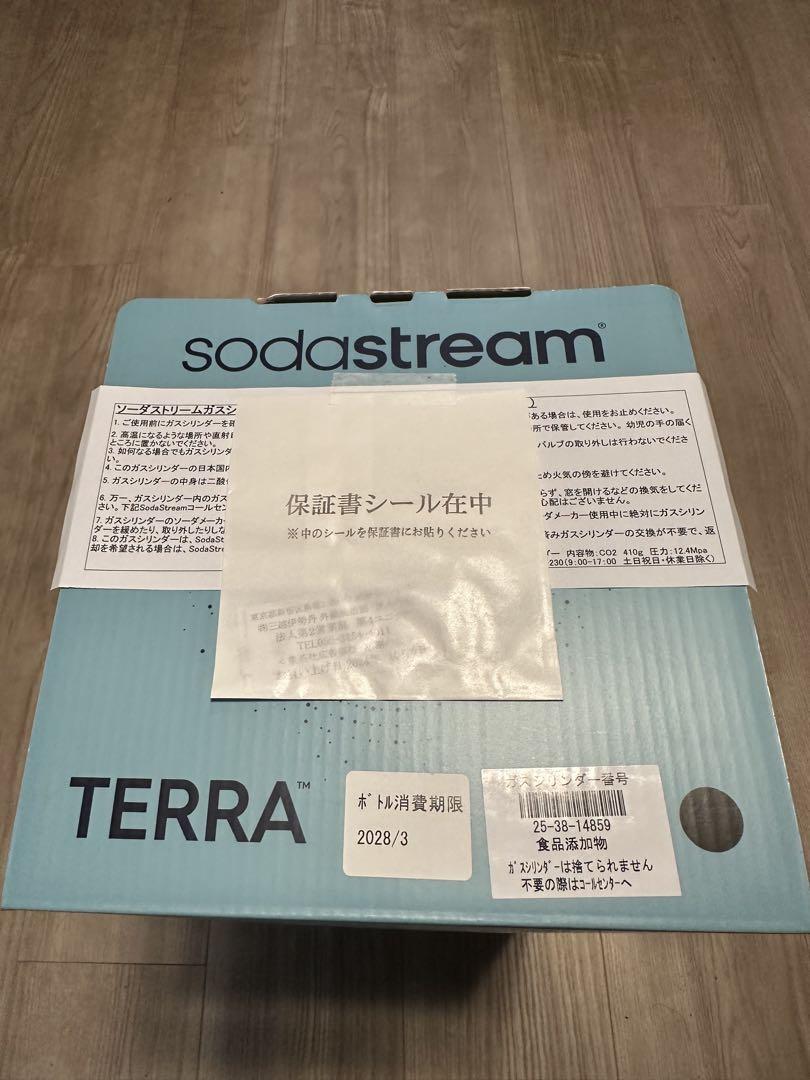 sodastream®
ソーダストリームガスシ
1. ご使用前にガスシリンダーを確
2. 高温になるような場所や直射日
ところに置かないでください。
3. 如何なる場合でもガスシリンダ
い。
4. このガスシリンダーの日本国内
5. ガスシリンダーの中身は二酸化
6. 万一、ガスシリンダー内のガス
さい。下記SodaStreamコールセン
7. ガスシリンダーのソーダメーカー
ダーを緩めたり、取り外したりしな
8. このガスシリンダーは、SodaSt
却を希望される場合は、SodaStre
ある場合は、使用をお止めください。
所で保管してください。幼児の手の届く
バルブの取り外しは行わないでくださ
め火気の傍を避けてください。
らず、窓を開けるなどの換気をしてくだ
心配はございません。
ダメーカー使用中に絶対にガスシリン
済みガスシリンダーの交換が不要で、返
ダー 内容物:CO2 410g 圧力:12.4Mpa
230(9:00-17:00 土日祝日・休業日除く)
保証書シール在中
※中のシールを保証書にお貼りください
TERRA™
ﾎﾞﾄﾙ消費期限
2028/3
ガスシリンダー番号
25-38-14859
食品添加物
ｶﾞｽｼﾘﾝﾀﾞｰは捨てられません
不要の際はｺｰﾙｾﾝﾀｰへ